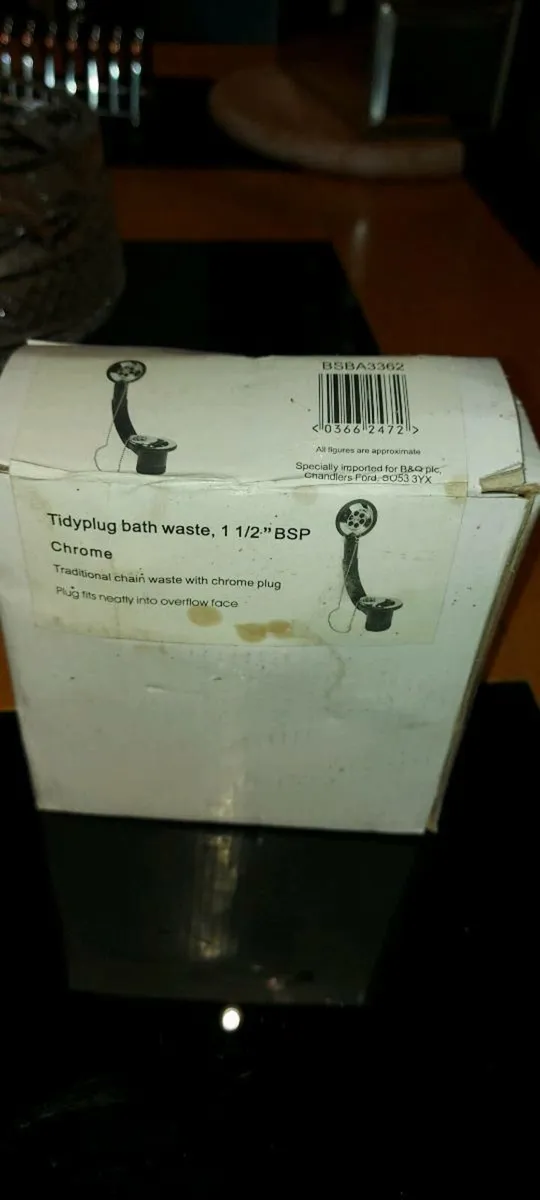 BSBA3362
<0366 2472>
All figures are approximate
Specially imported for B&Q plc,
Chandlers Ford, SO53 3YX
Tidyplug bath waste, 1 1/2" BSP
Chrome
Traditional chain waste with chrome plug
Plug fits neatly into overflow face